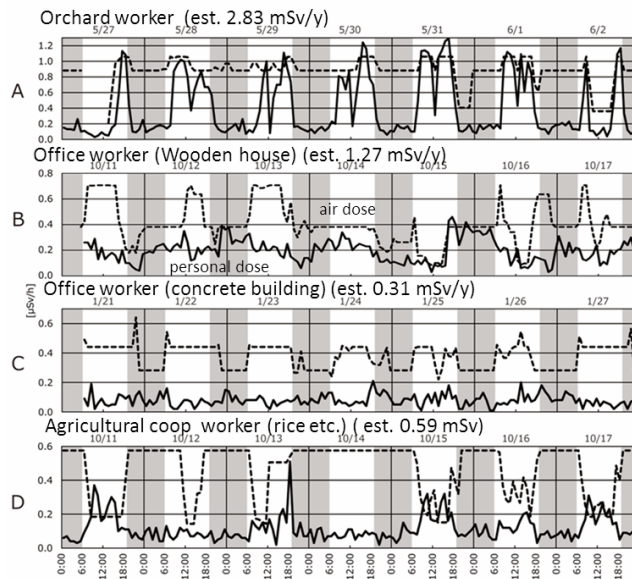 Orchard worker (est. 2.83 mSv/y)
5/27 5/28 5/29 5/30 5/31 6/1 6/2
A
1.2
1.0
0.8
0.6
0.4
0.2
0.0
Office worker (Wooden house) (est. 1.27 mSv/y)
10/11 10/12 10/13 10/14 10/15 10/16 10/17
B
0.8
0.6
0.4
0.2
0.0
air dose
personal dose
[μSv/h]
Office worker (concrete building) est. 0.31 mSv/y)
1/21 1/22 1/23 1/24 1/25 1/26 1/27
C
0.6
0.4
0.2
0.0
Agricultural coop worker (rice etc.) ( est. 0.59 mSv)
10/11 10/12 10/13 10/14 10/15 10/16 10/17
D
0.6
0.4
0.2
0.0
0:00 6:00 12:00 18:00 0:00 6:00 12:00 18:00 0:00 6:00 12:00 18:00 0:00 6:00 12:00 18:00 0:00 6:00 12:00 18:00 0:00 6:00 12:00 18:00 0:00 6:00 12:00 18:00